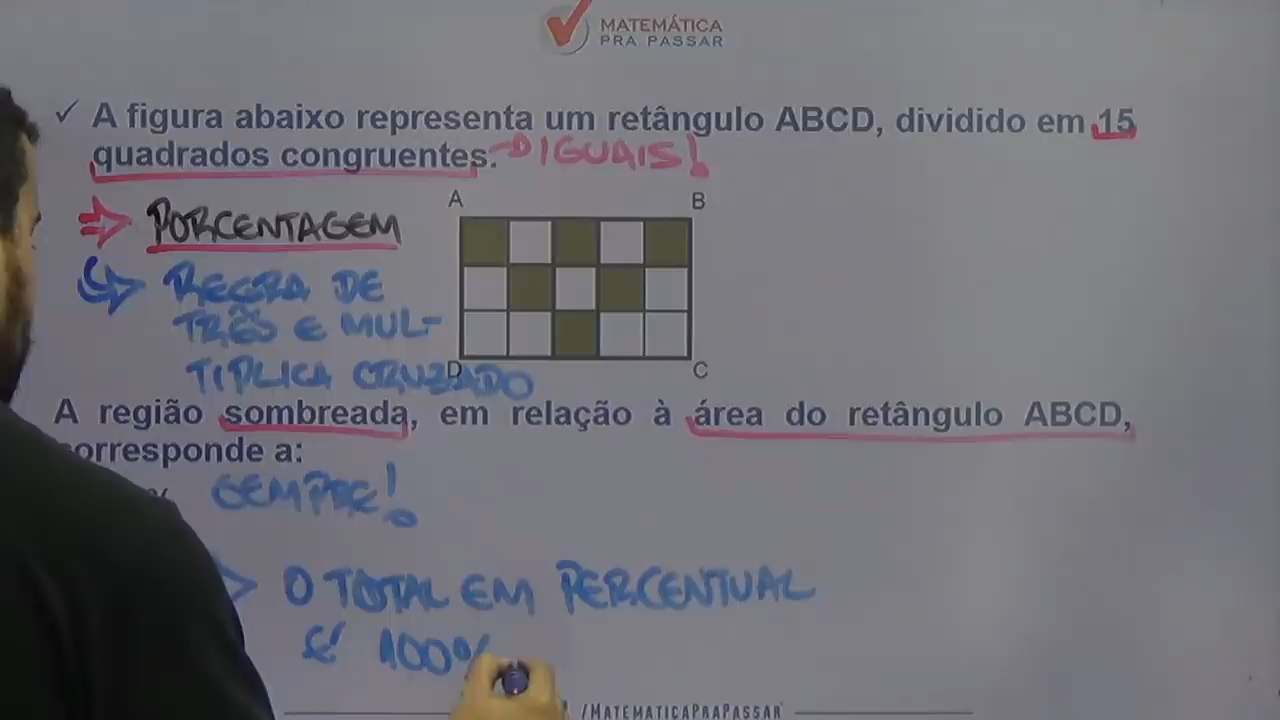 MATEMÁTICA
PRA PASSAR
✓ A figura abaixo representa um retângulo ABCD, dividido em 15
quadrados congruentes. IGUAIS!
A B
PORCENTAGEM
REGRA DE
TRÊS E MUL-
TIPLICA CRUZADO
D C
A região sombreada, em relação à área do retângulo ABCD,
orresponde a:
% SEMPRE!
O TOTAL EM PERCENTUAL
É 100%
/MATEMATICAPRAPASSAR